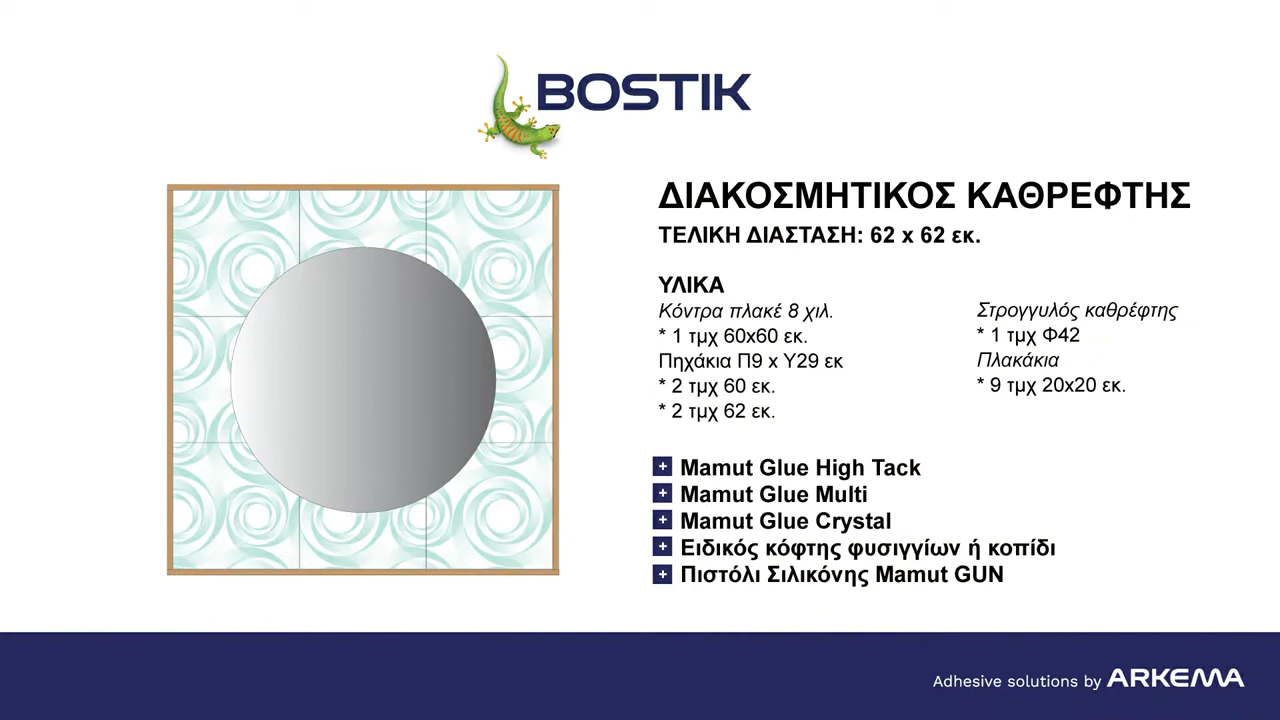 BOSTIK
ΔΙΑΚΟΣΜΗΤΙΚΟΣ ΚΑΘΡΕΦΤΗΣ
ΤΕΛΙΚΗ ΔΙΑΣΤΑΣΗ: 62 x 62 εκ.
ΥΛΙΚΑ
Κόντρα πλακέ 8 χιλ.
* 1 τμχ 60x60 εκ.
Πηχάκια Π9 x Υ29 εκ
* 2 τμχ 60 εκ.
* 2 τμχ 62 εκ.
Στρογγυλός καθρέφτης
* 1 τμχ Φ42
Πλακάκια
* 9 τμχ 20x20 εκ.
+ Mamut Glue High Tack
+ Mamut Glue Multi
+ Mamut Glue Crystal
+ Ειδικός κόφτης φυσιγγίων ή κοπίδι
+ Πιστόλι Σιλικόνης Mamut GUN
Adhesive solutions by ARKEMA